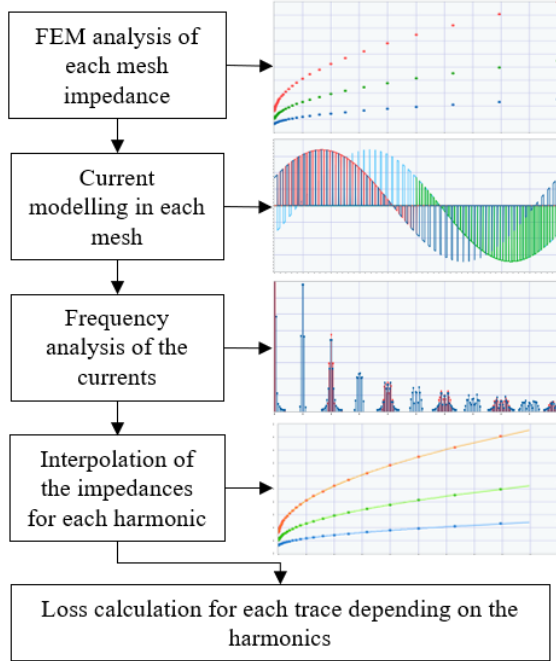 FEM analysis of
each mesh
impedance
Current
modelling in each
mesh
Frequency
analysis of the
currents
Interpolation of
the impedances
for each harmonic
Loss calculation for each trace depending on the
harmonics